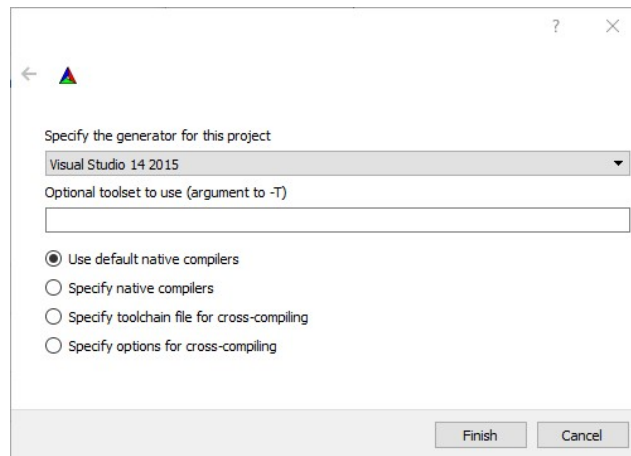 Specify the generator for this project
Visual Studio 14 2015
Optional toolset to use (argument to -T)
Use default native compilers
Specify native compilers
Specify toolchain file for cross-compiling
Specify options for cross-compiling
Finish
Cancel